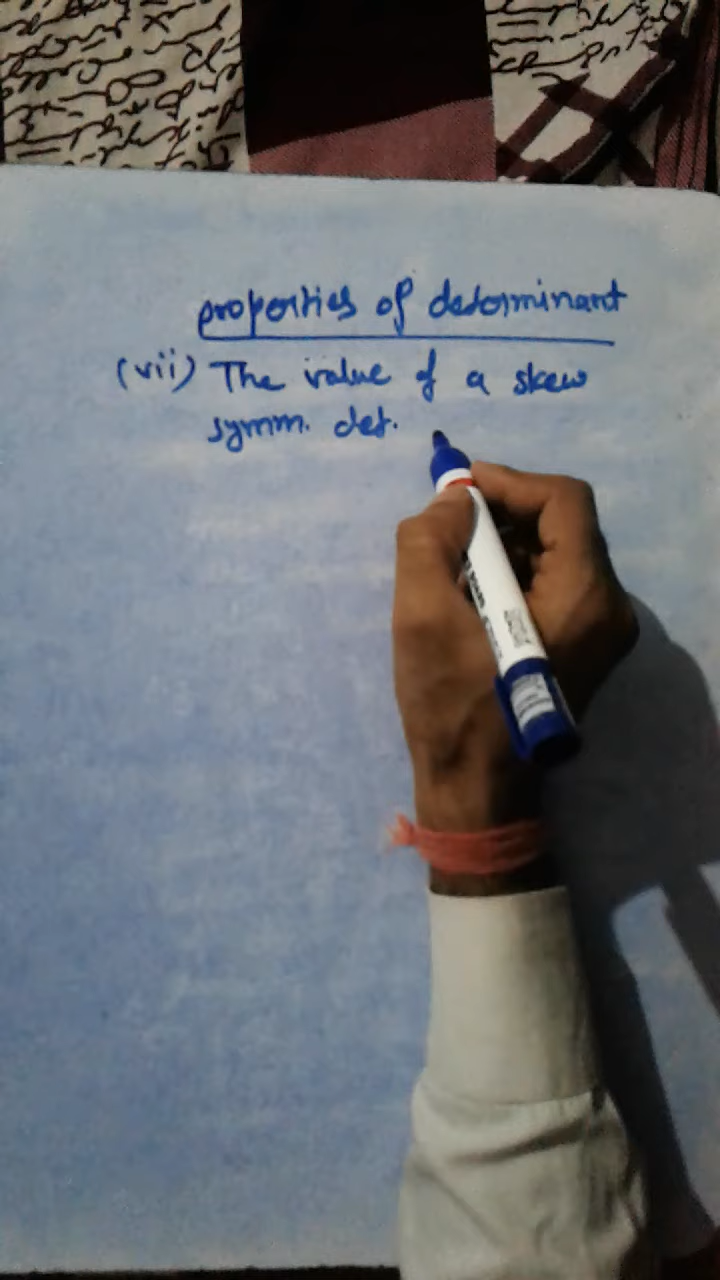 properties of determinant
(vii) The value of a skew
symm. det.